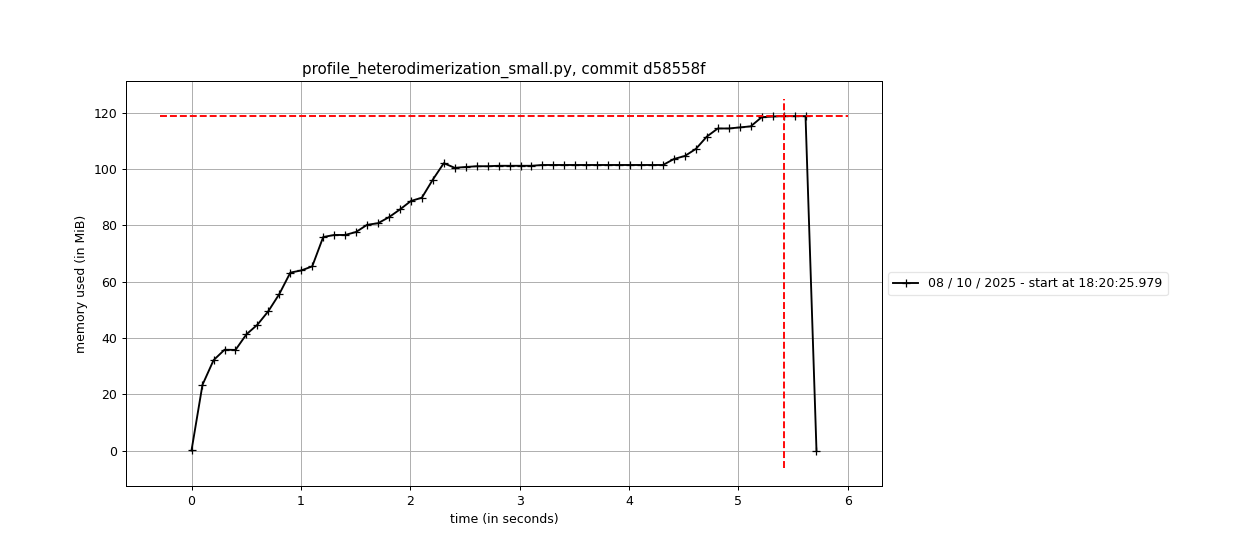 profile_heterodimerization_small.py, commit d58558f
120
100
80
60
40
20
0
memory used (in MiB)
0 1 2 3 4 5 6
time (in seconds)
08 / 10 / 2025 - start at 18:20:25.979